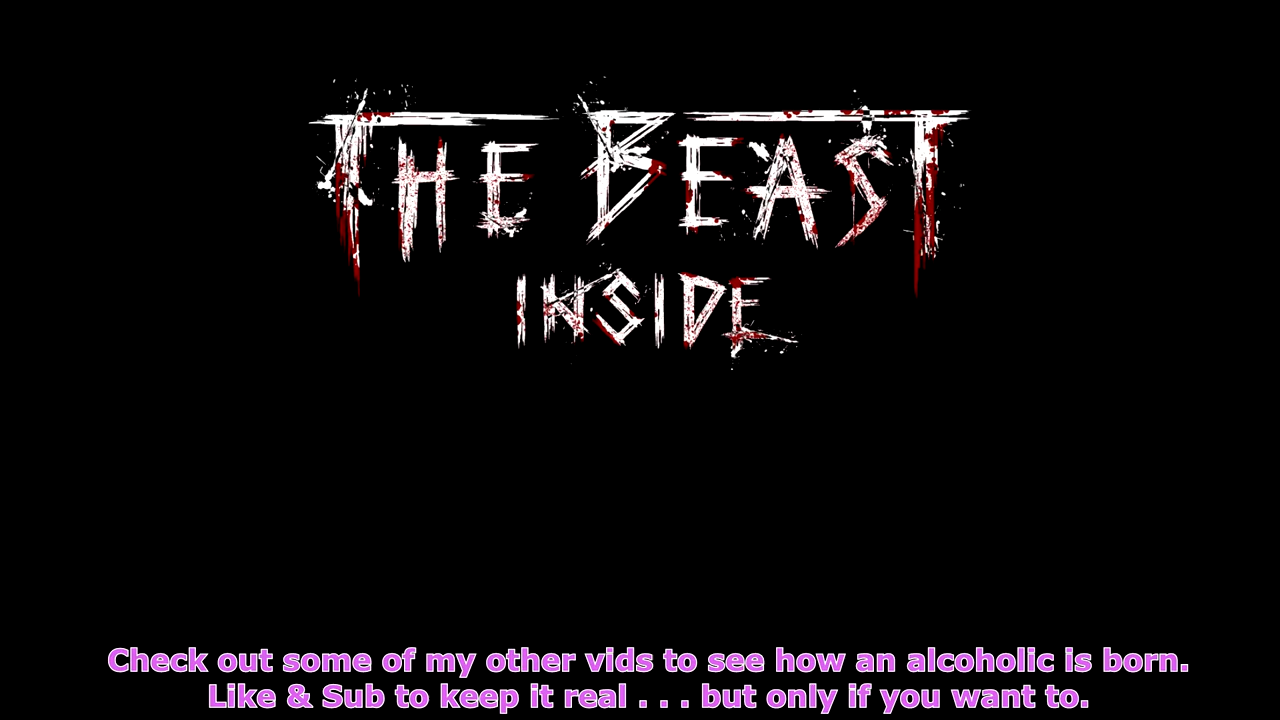 THE BEAST
INSIDE
Check out some of my other vids to see how an alcoholic is born.
Like & Sub to keep it real . . . but only if you want to.